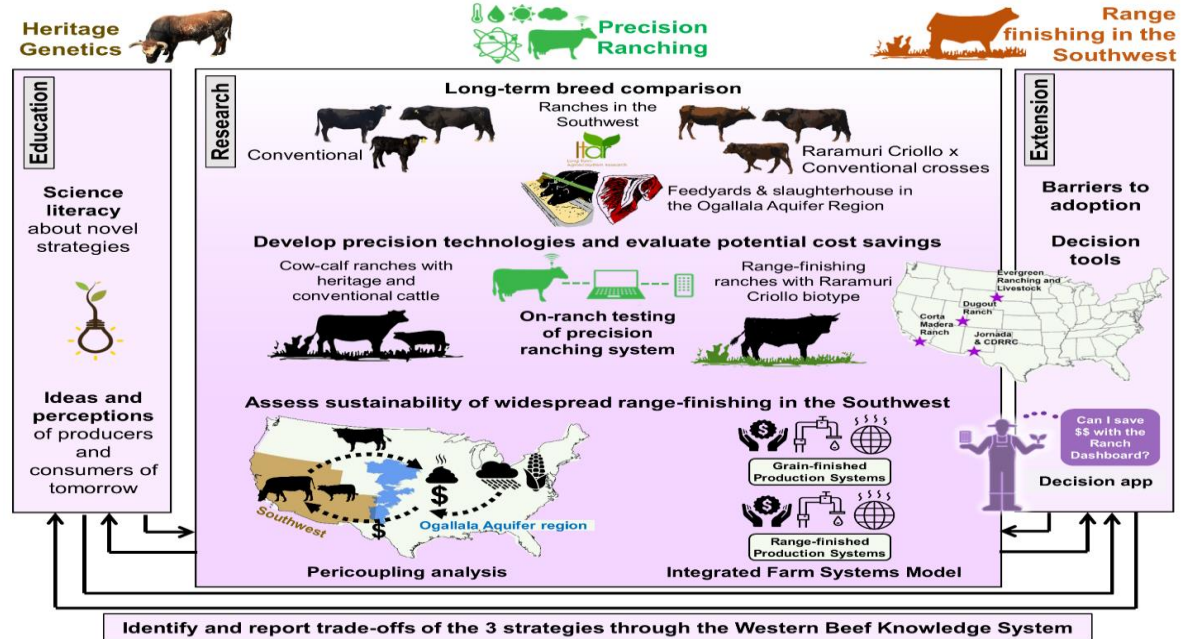 Heritage
Genetics
Precision
Ranching
Range
finishing in the
Southwest
Education
Science
literacy
about novel
strategies
Ideas and
perceptions
of producers
and
consumers of
tomorrow
Research
Long-term breed comparison
Ranches in the
Southwest
Conventional
ltar
Raramuri Criollo x
Conventional crosses
Feedyards & slaughterhouse in
the Ogallala Aquifer Region
Develop precision technologies and evaluate potential cost savings
Cow-calf ranches with
heritage and
conventional cattle
On-ranch testing
of precision
ranching system
Range-finishing
ranches with Raramuri
Criollo biotype
Assess sustainability of widespread range-finishing in the Southwest
Southwest
$
$
Ogallala Aquifer region
Pericoupling analysis
$
Grain-finished
Production Systems
$
Range-finished
Production Systems
Integrated Farm Systems Model
Extension
Barriers to
adoption
Decision
tools
Evergreen
Ranching and
Livestock
Dugout
Ranch
Corta
Madera
Ranch
Jornada
& CDRRC
Can I save
$$ with the
Ranch
Dashboard?
Decision app
Identify and report trade-offs of the 3 strategies through the Western Beef Knowledge System